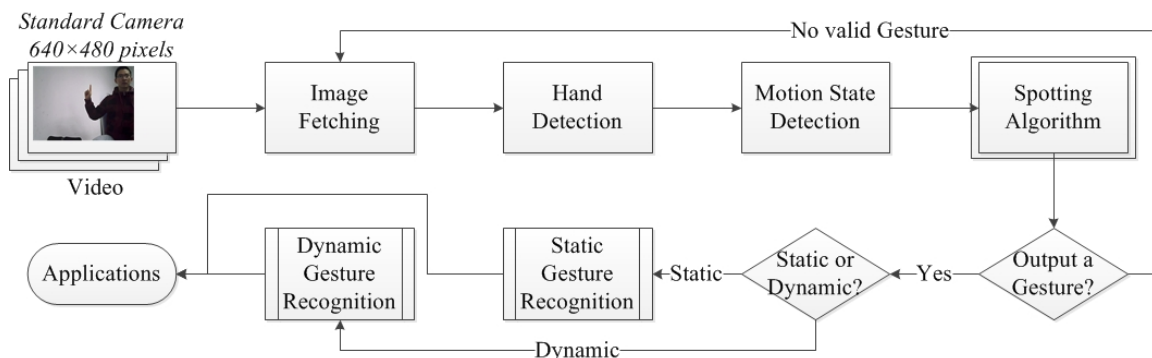 Standard Camera
640×480 pixels
Video
Image
Fetching
Hand
Detection
Motion State
Detection
Spotting
Algorithm
No valid Gesture
Output a
Gesture?
Yes
Static or
Dynamic?
Static
Dynamic
Static
Gesture
Recognition
Dynamic
Gesture
Recognition
Applications